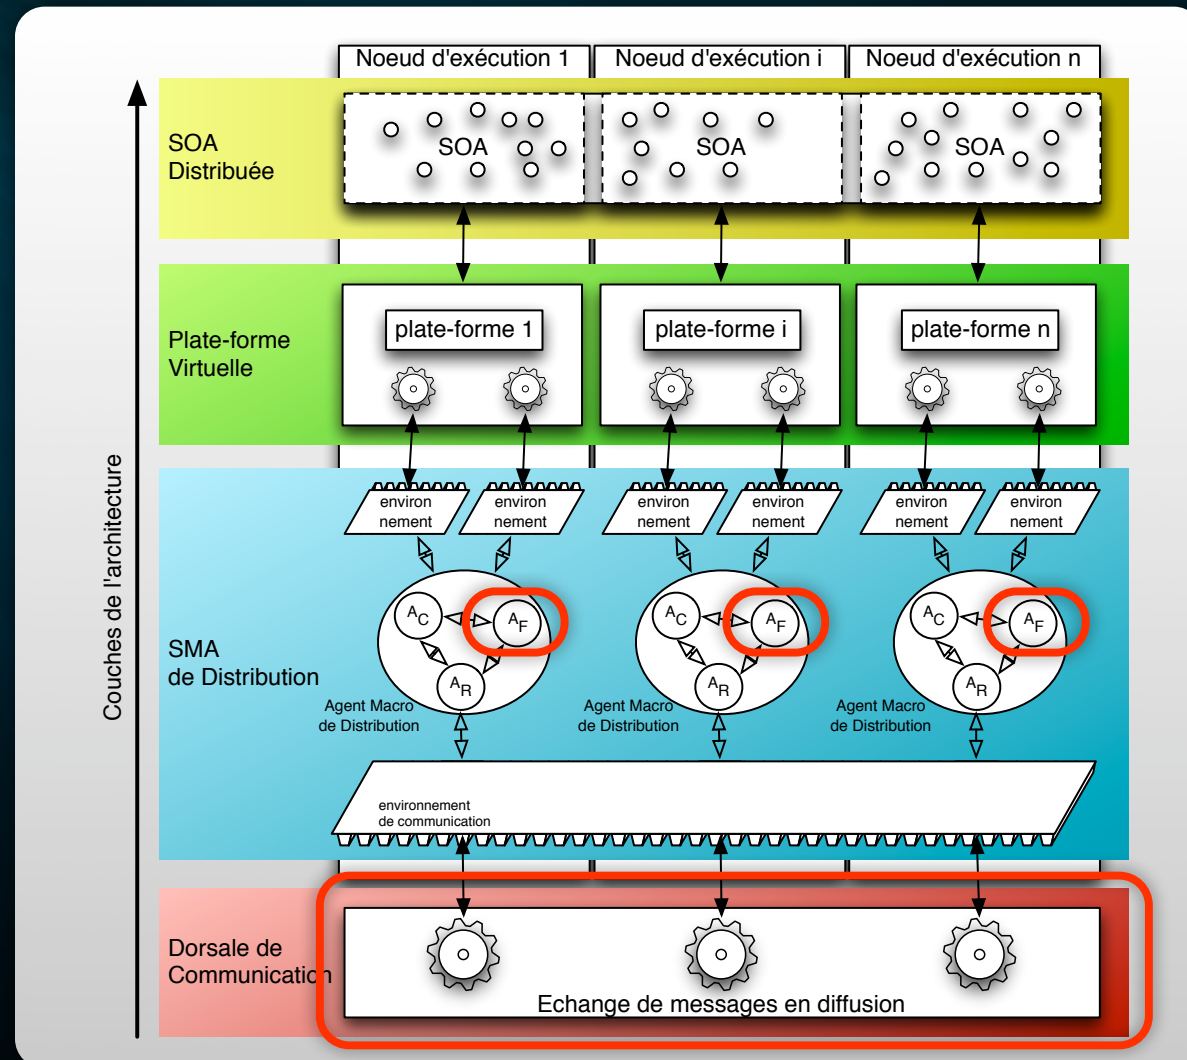 Noeud d'exécution 1
Noeud d'exécution i
Noeud d'exécution n
SOA
Distribuée
SOA
SOA
SOA
Plate-forme
Virtuelle
plate-forme 1
plate-forme i
plate-forme n
Couches de l'architecture
SMA
de Distribution
environ
nement
environ
nement
environ
nement
environ
nement
environ
nement
environ
nement
AC
AF
AR
AC
AF
AR
AC
AF
AR
Agent Macro
de Distribution
Agent Macro
de Distribution
Agent Macro
de Distribution
environnement
de communication
Dorsale de
Communication
Echange de messages en diffusion